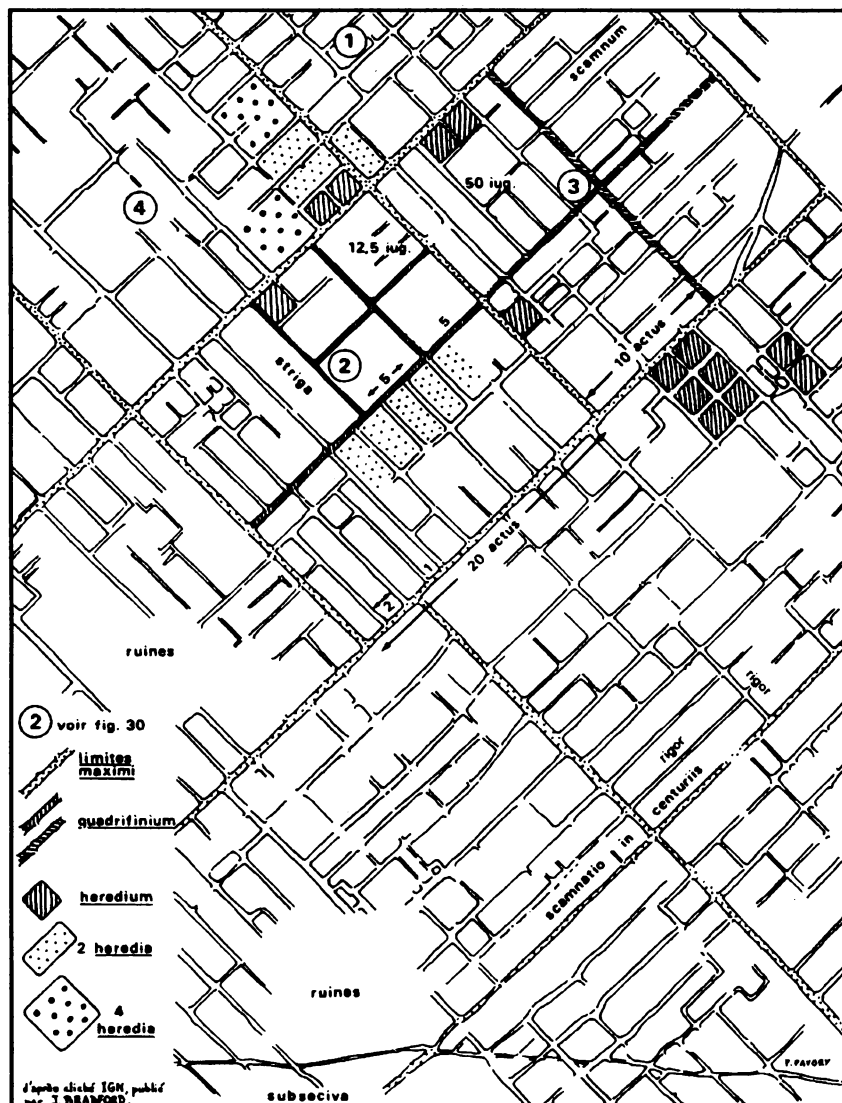 1
scamnum
4
50 iug.
3
12,5 iug.
5
10 actus
2
5
striga
20 actus
1
2
ruines
rigor
2 voir fig. 30
limites
maximi
rigor
centuriis
quadrifinium
scamnatio in
heredium
2 heredia
4
heredia
ruines
F. FAVORY
d'après cliché IGN, publié
par J. BRADFORD.
subseciva